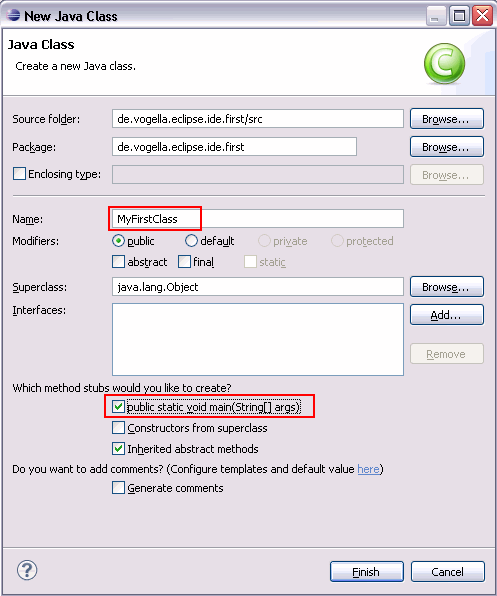 New Java Class
Java Class
Create a new Java class.
Source folder: de.vogella.eclipse.ide.first/src Browse...
Package: de.vogella.eclipse.ide.first Browse...
Enclosing type: Browse...
Name: MyFirstClass
Modifiers: public default private protected
abstract final static
Superclass: java.lang.Object Browse...
Interfaces: Add...
Remove
Which method stubs would you like to create?
public static void main(String[] args)
Constructors from superclass
Inherited abstract methods
Do you want to add comments? (Configure templates and default value here)
Generate comments
? Finish Cancel